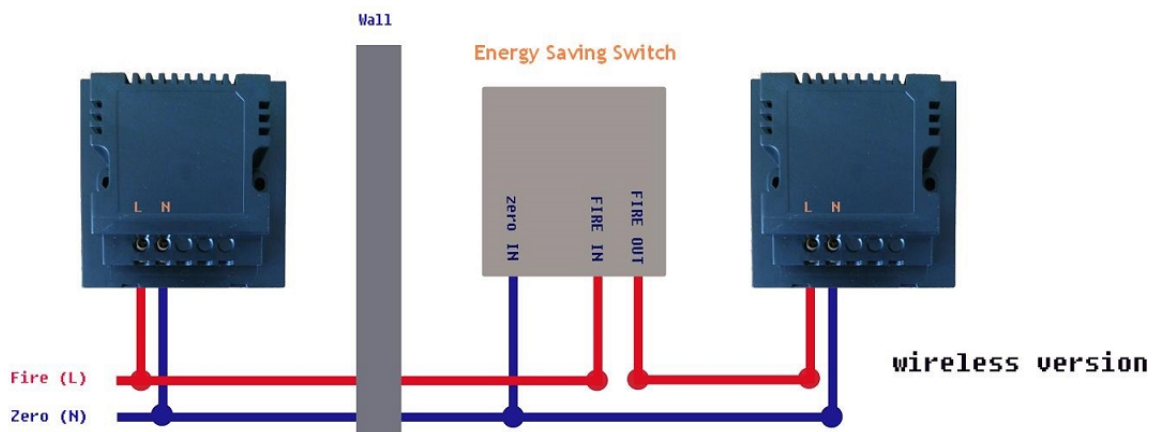 Wall
Energy Saving Switch
L N
zero IN
FIRE IN
FIRE OUT
L N
Fire (L)
Zero (N)
wireless version